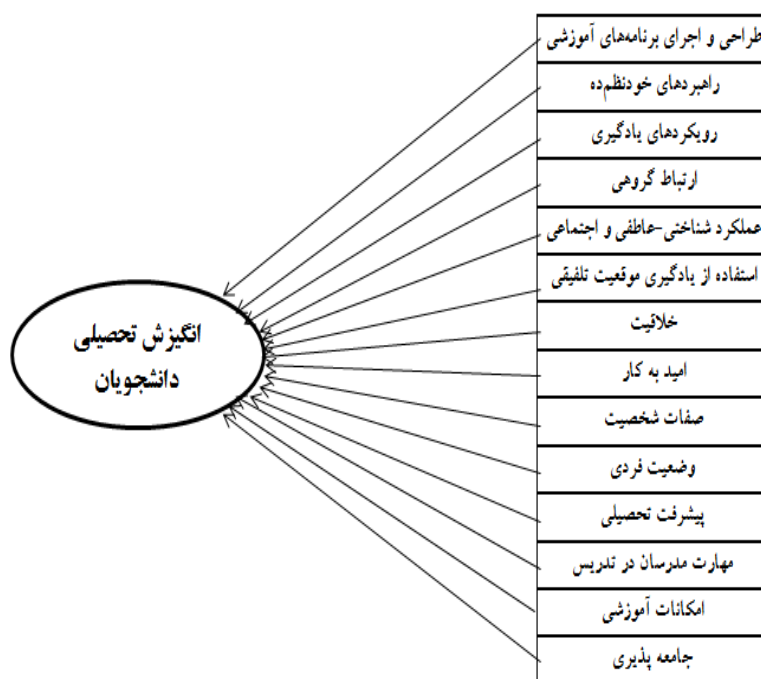 طراحی و اجرای برنامه‌های آموزشی
راهبردهای خودنظم‌ده
رویکردهای یادگیری
ارتباط گروهی
عملکرد شناختی-عاطفی و اجتماعی
استفاده از یادگیری موقعیت تلفیقی
خلاقیت
امید به کار
صفات شخصیت
وضعیت فردی
پیشرفت تحصیلی
مهارت مدرسان در تدریس
امکانات آموزشی
جامعه پذیری
انگیزش تحصیلی
دانشجویان